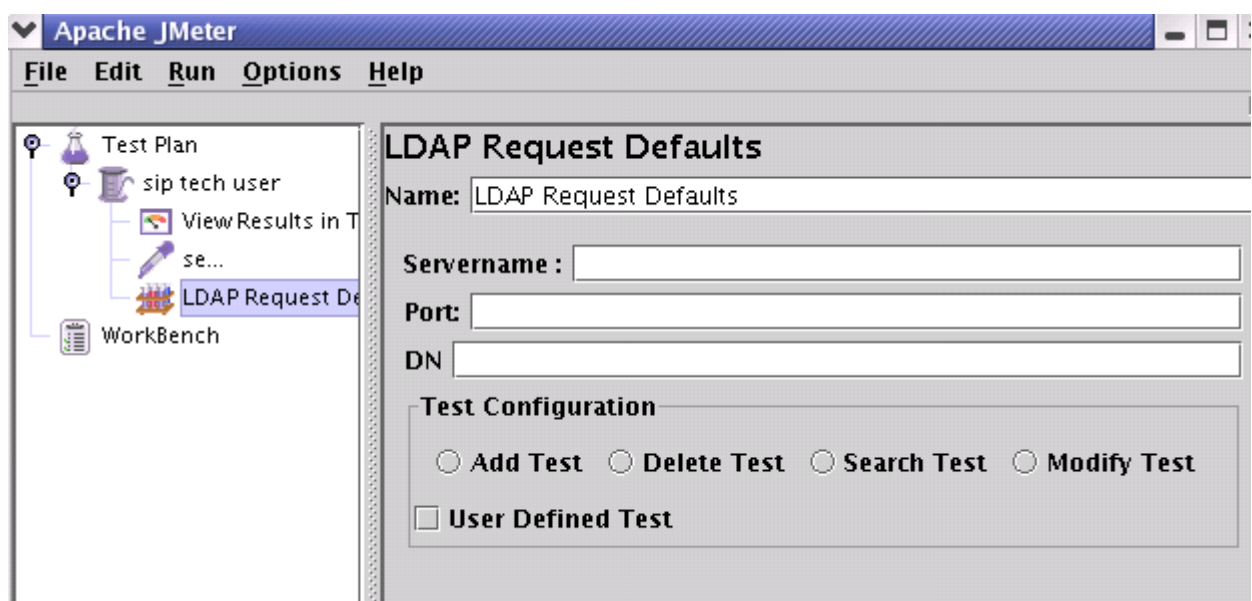 Apache JMeter
File Edit Run Options Help
Test Plan
sip tech user
View Results in T
se...
LDAP Request De
WorkBench
LDAP Request Defaults
Name: LDAP Request Defaults
Servername :
Port:
DN
Test Configuration
Add Test Delete Test Search Test Modify Test
User Defined Test